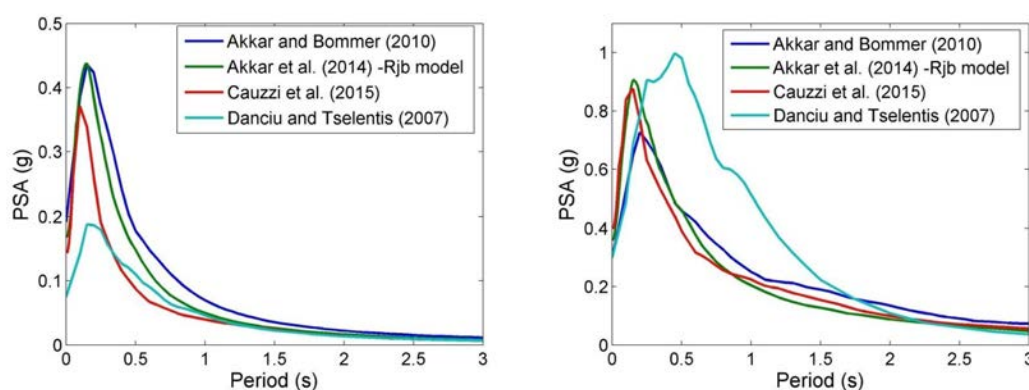 0.5
0.4
0.3
0.2
0.1
0
PSA (g)
Akkar and Bommer (2010)
Akkar et al. (2014) -Rjb model
Cauzzi et al. (2015)
Danciu and Tselentis (2007)
0 0.5 1 1.5 2 2.5 3
Period (s)
1
0.8
0.6
0.4
0.2
0
PSA (g)
Akkar and Bommer (2010)
Akkar et al. (2014) -Rjb model
Cauzzi et al. (2015)
Danciu and Tselentis (2007)
0 0.5 1 1.5 2 2.5 3
Period (s)